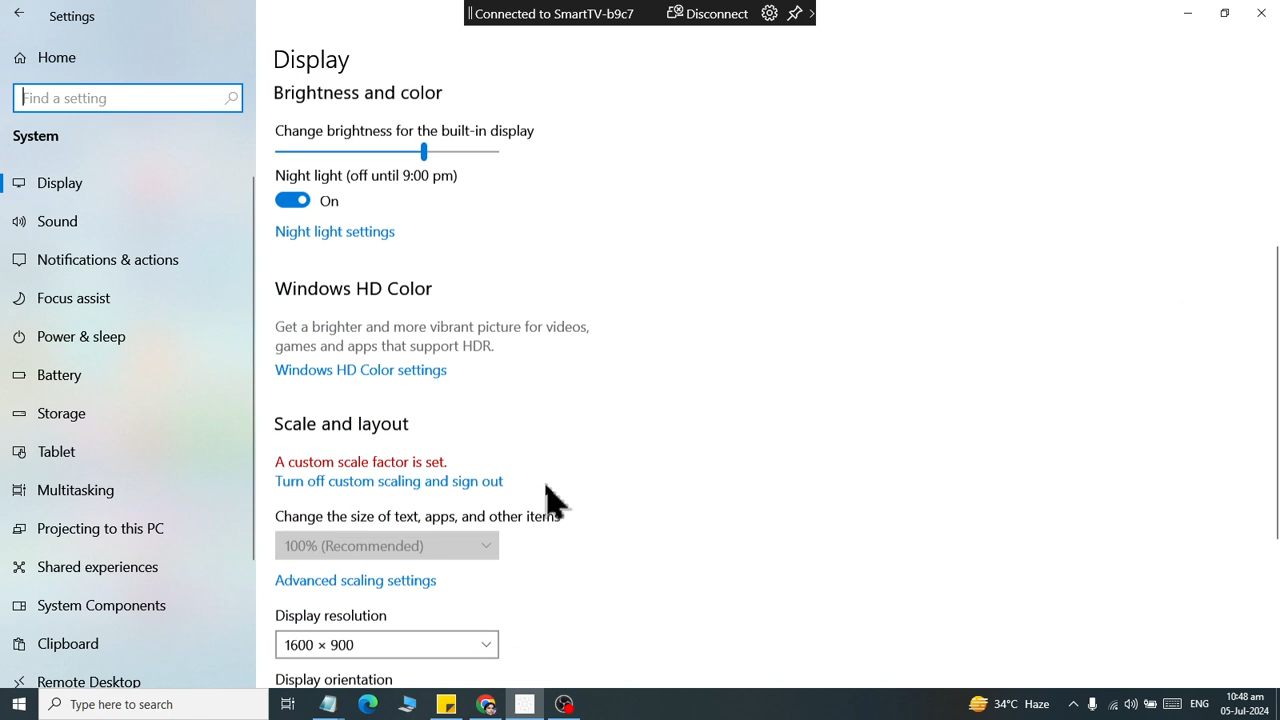 Settings
Connected to SmartTV-b9c7
Disconnect
Home
Find a setting
System
Display
Sound
Notifications & actions
Focus assist
Power & sleep
Battery
Storage
Tablet
Multitasking
Projecting to this PC
Shared experiences
System Components
Clipboard
Remote Desktop
Display
Brightness and color
Change brightness for the built-in display
Night light (off until 9:00 pm)
On
Night light settings
Windows HD Color
Get a brighter and more vibrant picture for videos,
games and apps that support HDR.
Windows HD Color settings
Scale and layout
A custom scale factor is set.
Turn off custom scaling and sign out
Change the size of text, apps, and other items
100% (Recommended)
Advanced scaling settings
Display resolution
1600 × 900
Display orientation
Type here to search
34°C Haze
ENG
10:48 am
05-Jul-2024